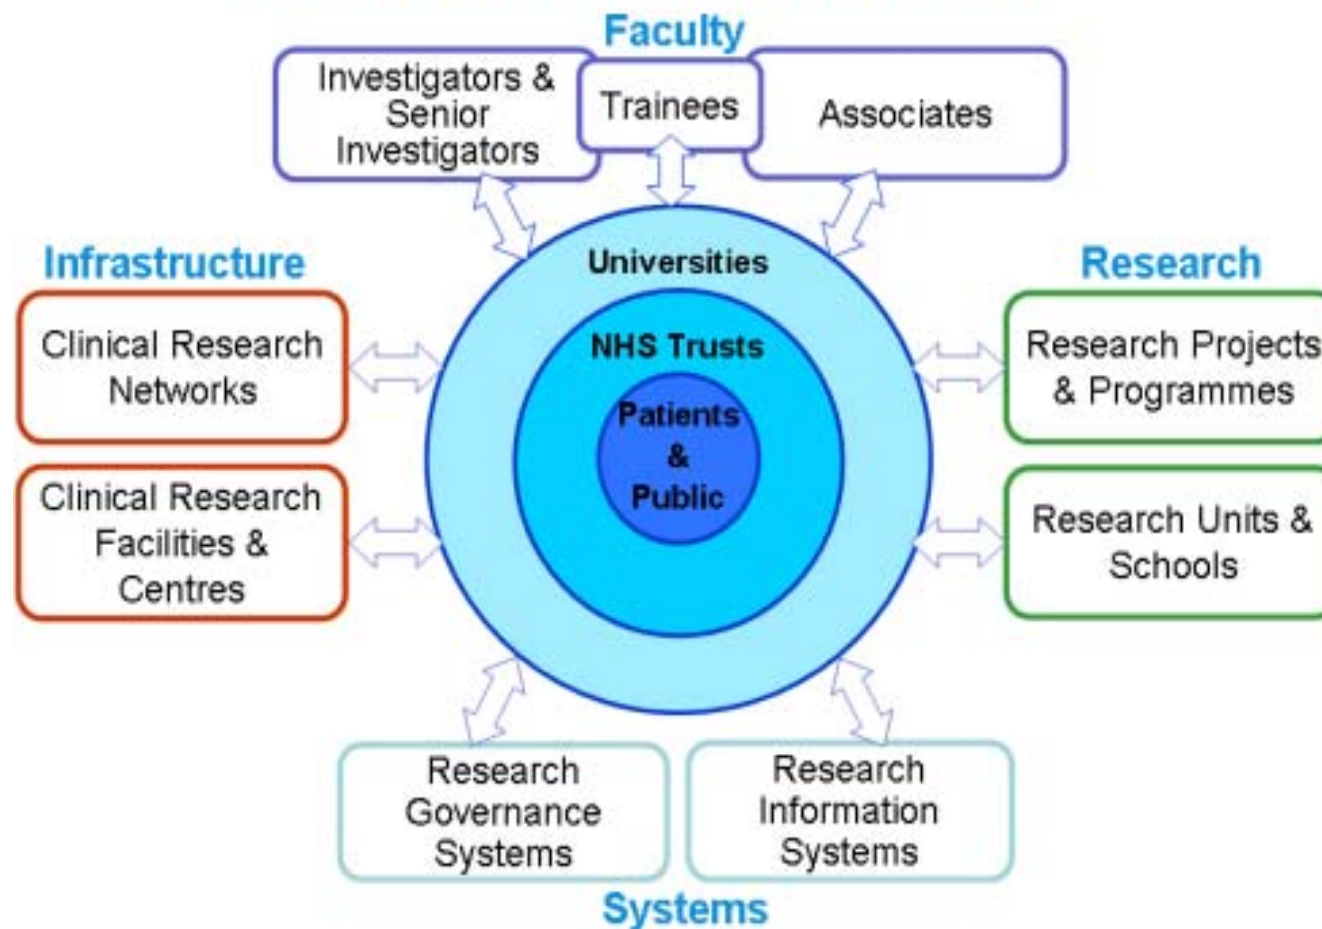 Faculty
Investigators &
Senior
Investigators
Trainees
Associates
Infrastructure
Clinical Research
Networks
Clinical Research
Facilities &
Centres
Universities
NHS Trusts
Patients
&
Public
Research
Research Projects
& Programmes
Research Units &
Schools
Research
Governance
Systems
Research
Information
Systems
Systems